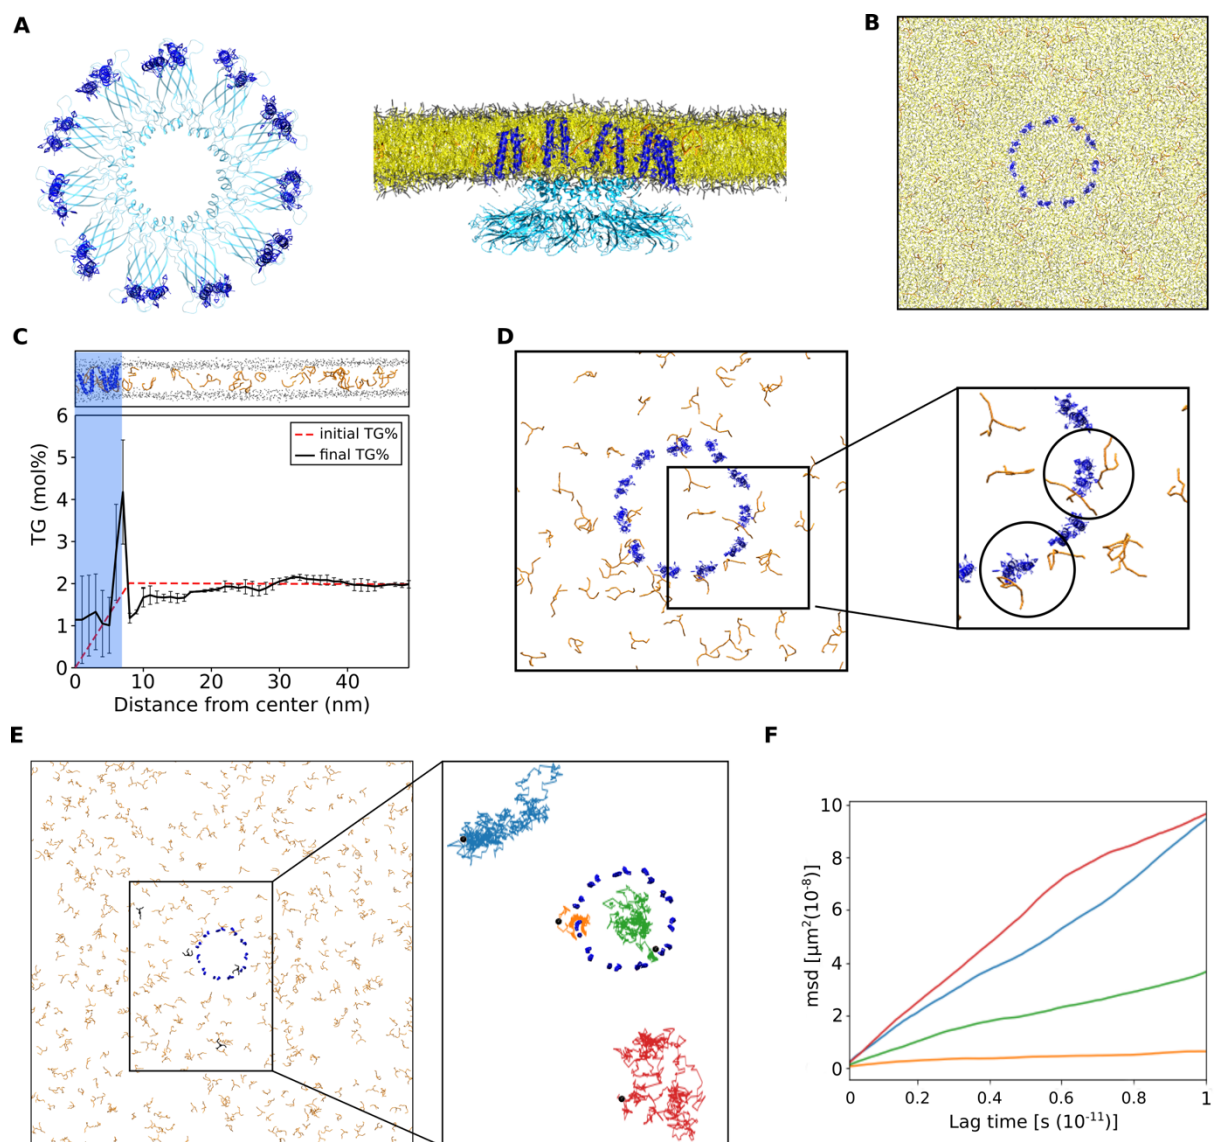 A
B
C
6
5
4
3
2
1
0
TG (mol%)
initial TG%
final TG%
0 10 20 30 40
Distance from center (nm)
D
E
F
10
8
6
4
2
0
msd [μm²(10⁻⁸)]
0 0.2 0.4 0.6 0.8 1
Lag time [s (10⁻¹¹)]